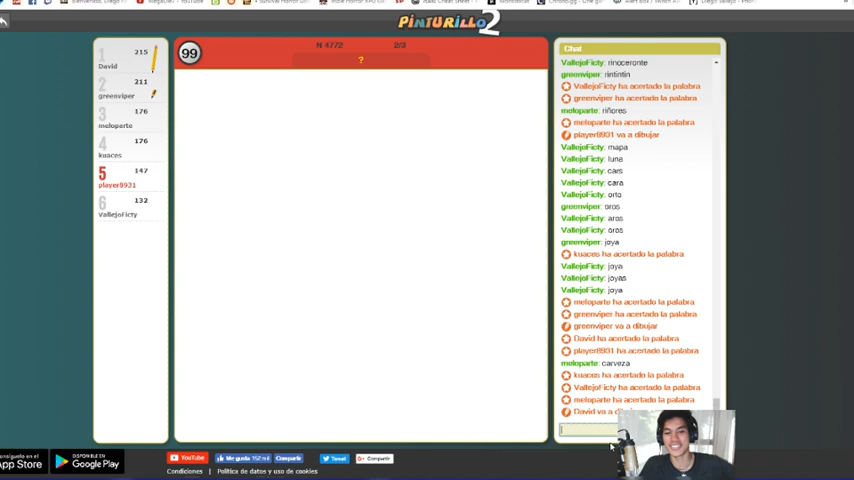 PINTURILLO 2
99
N 4772
2/3
?
1
215
David
2
211
greenviper
3
176
meloparte
4
176
kuaces
5
147
player8931
6
132
VallejoFicty
Chat
VallejoFicty: rinoceronte
greenviper: rintintin
VallejoFicty ha acertado la palabra
greenviper ha acertado la palabra
meloparte: riñores
meloparte ha acertado la palabra
player8931 va a dibujar
VallejoFicty: mapa
VallejoFicty: luna
VallejoFicty: cars
VallejoFicty: cara
VallejoFicty: orto
greenviper: oros
VallejoFicty: aros
VallejoFicty: oros
greenviper: joya
kuaces ha acertado la palabra
VallejoFicty: joya
VallejoFicty: joyas
VallejoFicty: joya
meloparte ha acertado la palabra
greenviper ha acertado la palabra
greenviper va a dibujar
David ha acertado la palabra
player8931 ha acertado la palabra
meloparte: carveza
kuaces ha acertado la palabra
VallejoFicty ha acertado la palabra
meloparte ha acertado la palabra
David va a
App Store
DISPONIBLE EN
Google Play
YouTube
Me gusta 152 mil
Compartir
Tweet
Compartir
Condiciones | Política de datos y uso de cookies